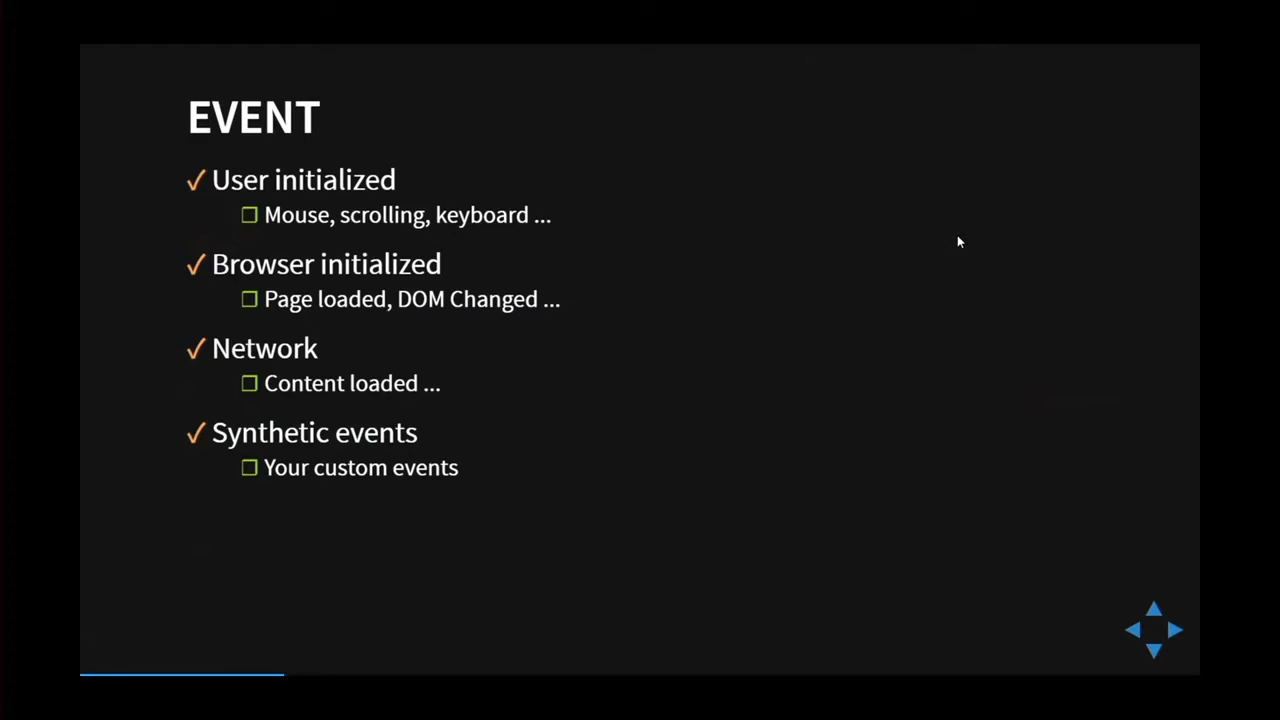 EVENT
✓ User initialized
❐ Mouse, scrolling, keyboard ...
✓ Browser initialized
❐ Page loaded, DOM Changed ...
✓ Network
❐ Content loaded ...
✓ Synthetic events
❐ Your custom events